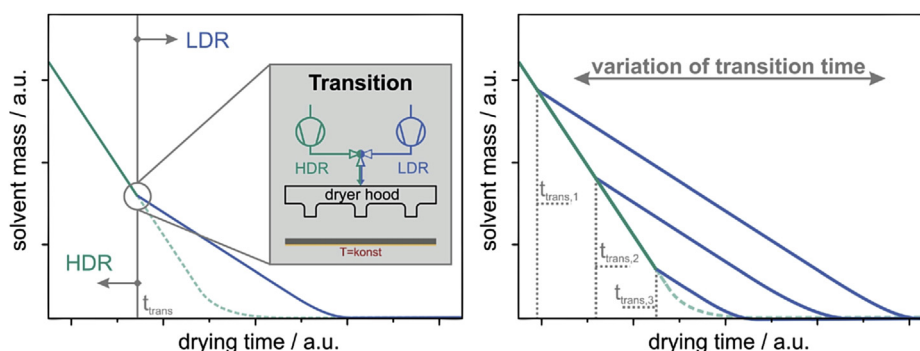 LDR
Transition
HDR
LDR
dryer hood
T=konst
HDR
t trans
solvent mass / a.u.
drying time / a.u.
variation of transition time
t trans,1
t trans,2
t trans,3
solvent mass / a.u.
drying time / a.u.